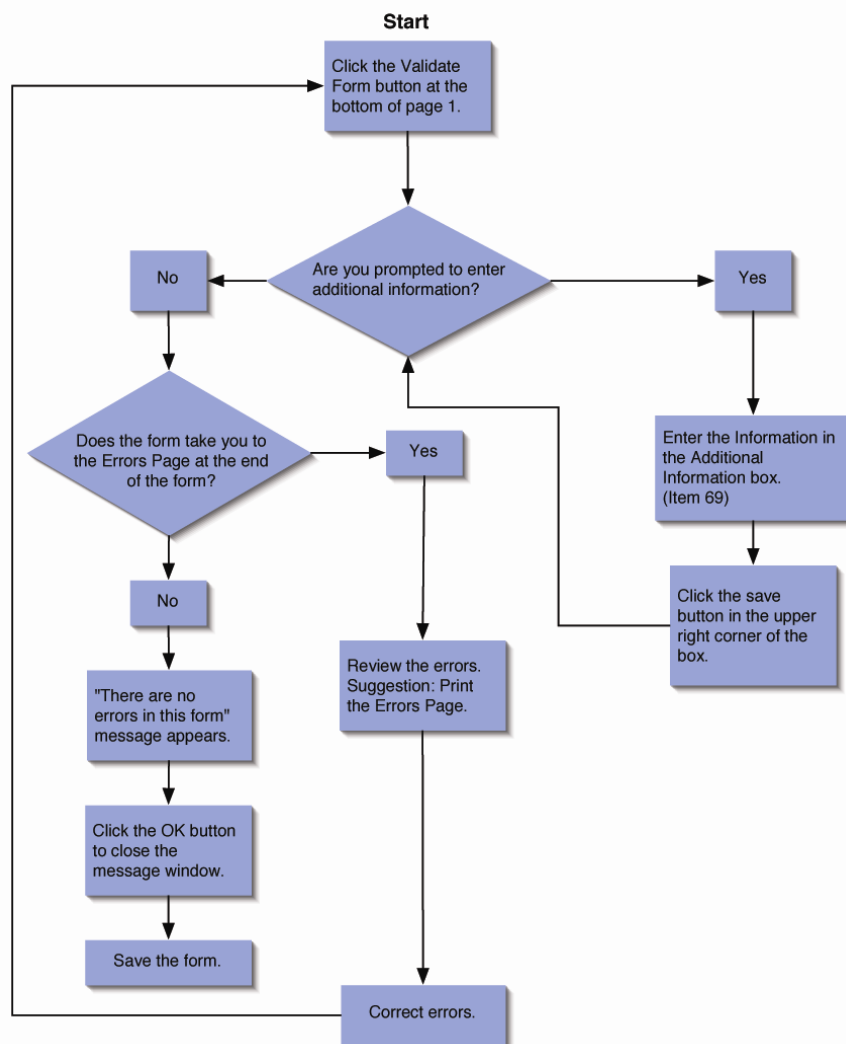 Start
Click the Validate
Form button at the
bottom of page 1.
Are you prompted to enter
additional information?
No
Yes
Does the form take you to
the Errors Page at the end
of the form?
Yes
Enter the Information in
the Additional
Information box.
(Item 69)
No
Click the save
button in the upper
right corner of the
box.
Review the errors.
Suggestion: Print
the Errors Page.
"There are no
errors in this form"
message appears.
Click the OK button
to close the
message window.
Save the form.
Correct errors.